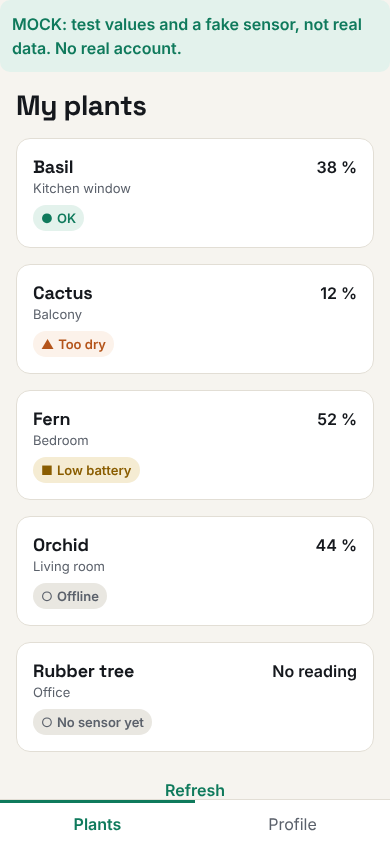 MOCK: test values and a fake sensor, not real
data. No real account.
My plants
Basil 38 %
Kitchen window
OK
Cactus 12 %
Balcony
Too dry
Fern 52 %
Bedroom
Low battery
Orchid 44 %
Living room
Offline
Rubber tree No reading
Office
No sensor yet
Refresh
Plants Profile